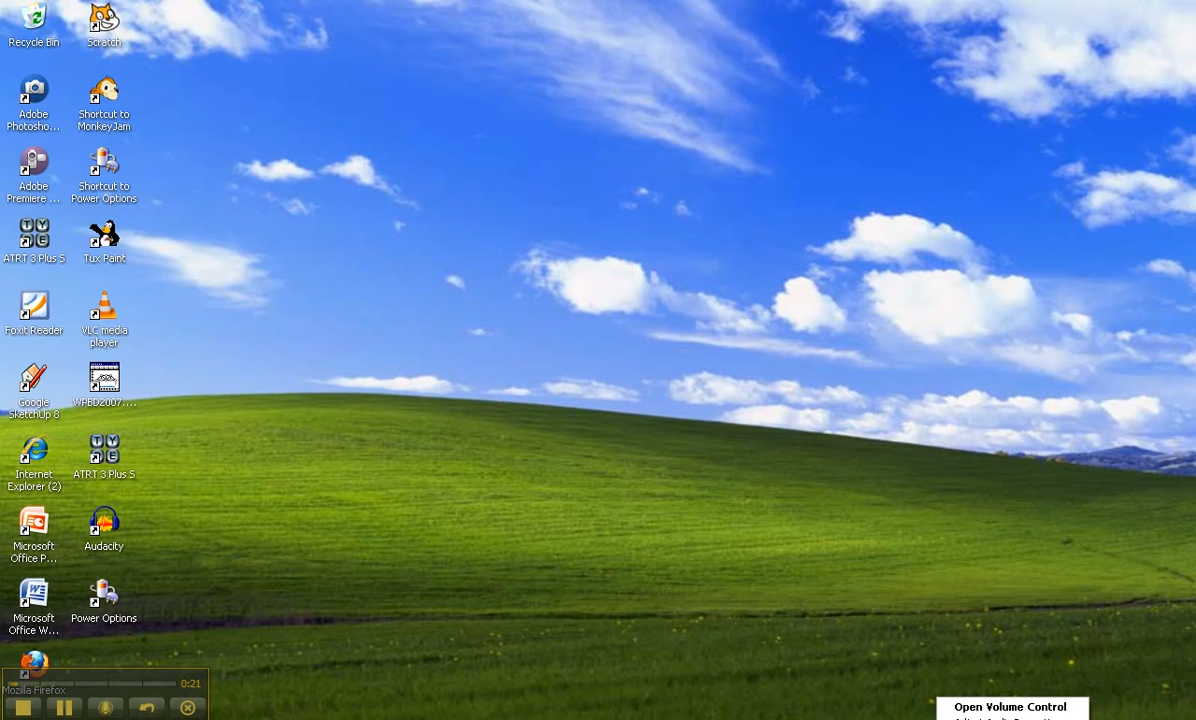 Recycle Bin
Scratch
Adobe
Photosho...
Shortcut to
MonkeyJam
Adobe
Premiere ...
Shortcut to
Power Options
ATRT 3 Plus S
Tux Paint
Foxit Reader
VLC media
player
Google
SketchUp 8
WPBD2007....
Internet
Explorer (2)
ATRT 3 Plus S
Microsoft
Office P...
Audacity
Microsoft
Office W...
Power Options
Mozilla Firefox
0:21
Open Volume Control